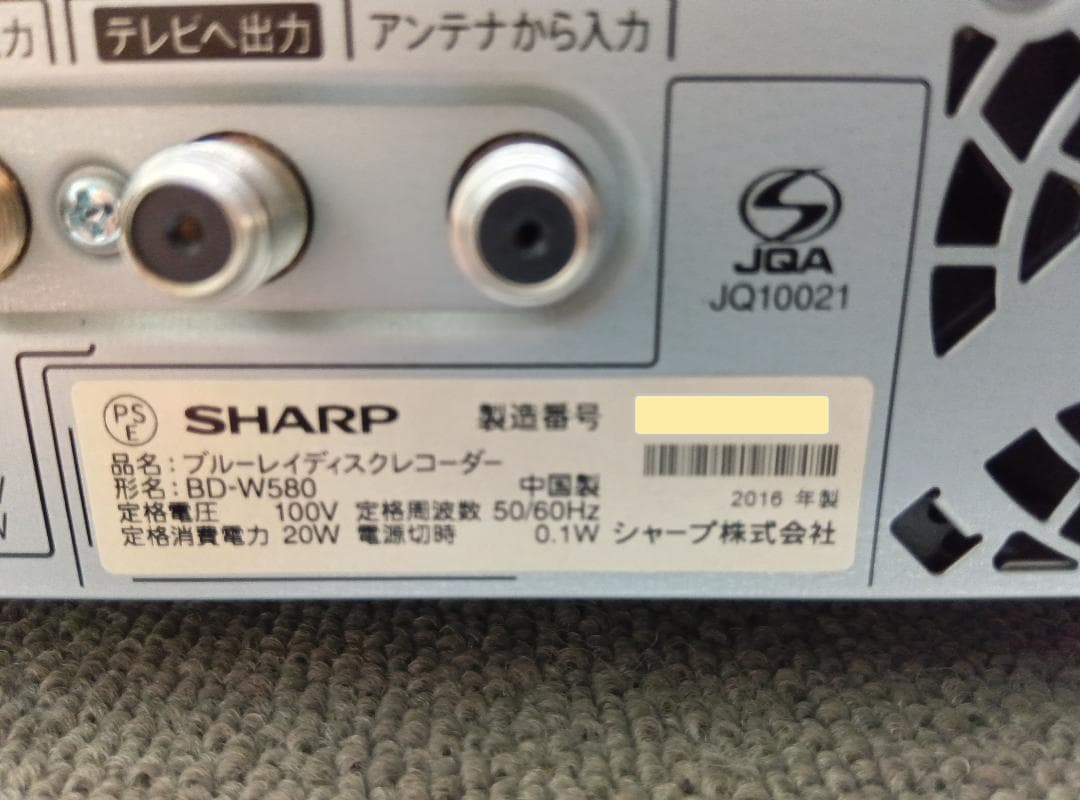 力
テレビへ出力
アンテナから入力
JQA
JQ10021
PSE
SHARP 製造番号
品名:ブルーレイディスクレコーダー
形名:BD-W580 中国製
2016 年製
定格電圧 100V 定格周波数 50/60Hz
定格消費電力 20W 電源切時 0.1W シャープ株式会社